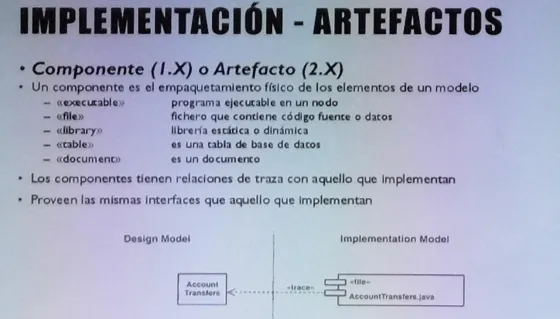 IMPLEMENTACIÓN - ARTEFACTOS
• Componente (1.X) o Artefacto (2.X)
• Un componente es el empaquetamiento físico de los elementos de un modelo
– «executable» programa ejecutable en un nodo
– «file» fichero que contiene código fuente o datos
– «library» librería estática o dinámica
– «table» es una tabla de base de datos
– «document» es un documento
• Los componentes tienen relaciones de traza con aquello que implementan
• Proveen las mismas interfaces que aquello que implementan
Design Model Implementation Model
Account
Transfers
«trace»
«file»
AccountTransfers.java